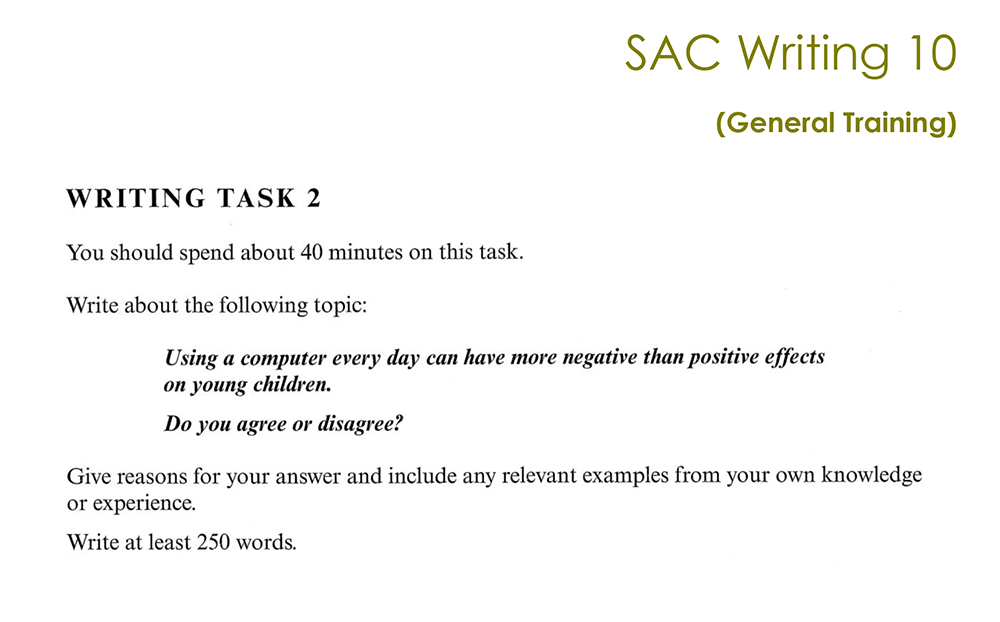 SAC Writing 10
(General Training)
WRITING TASK 2
You should spend about 40 minutes on this task.
Write about the following topic:
Using a computer every day can have more negative than positive effects
on young children.
Do you agree or disagree?
Give reasons for your answer and include any relevant examples from your own knowledge
or experience.
Write at least 250 words.